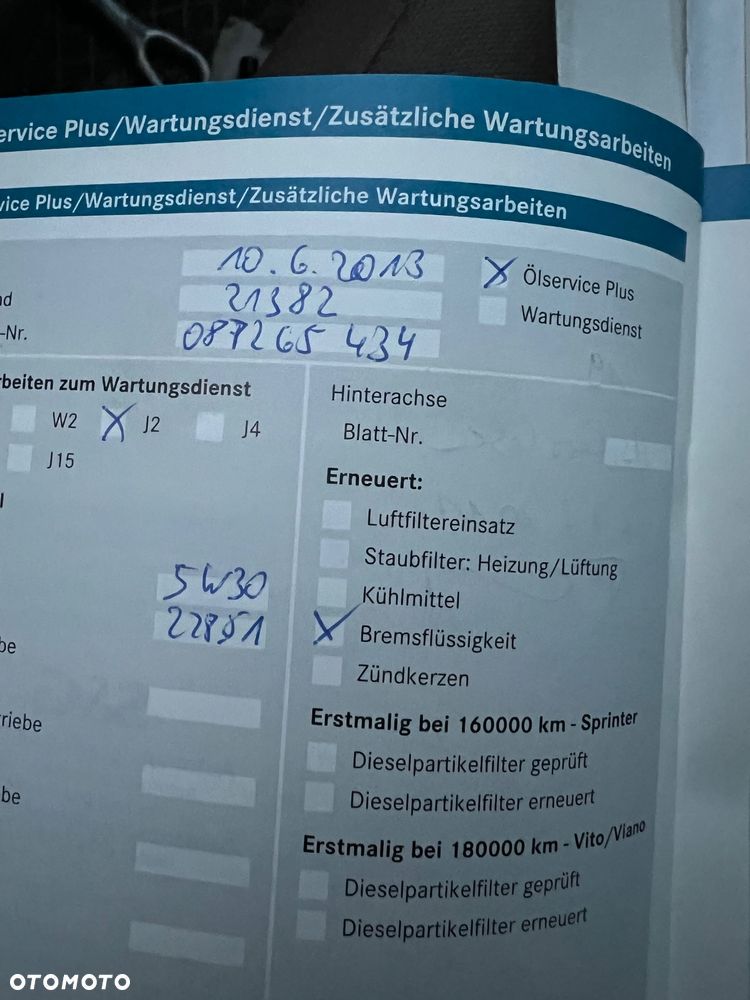 ervice Plus/Wartungsdienst/Zusätzliche Wartungsarbeiten
vice Plus/Wartungsdienst/Zusätzliche Wartungsarbeiten
10.6.2013
X Ölservice Plus
nd 21382
Wartungsdienst
-Nr. 087265 434
beiten zum Wartungsdienst
W2 X J2 J4
J15
Hinterachse
Blatt-Nr.
Erneuert:
Luftfiltereinsatz
Staubfilter: Heizung/Lüftung
Kühlmittel
X Bremsflüssigkeit
Zündkerzen
5W30
22851
be
riebe
be
Erstmalig bei 160000 km - Sprinter
Dieselpartikelfilter geprüft
Dieselpartikelfilter erneuert
Erstmalig bei 180000 km - Vito/Viano
Dieselpartikelfilter geprüft
Dieselpartikelfilter erneuert
OTOMOTO